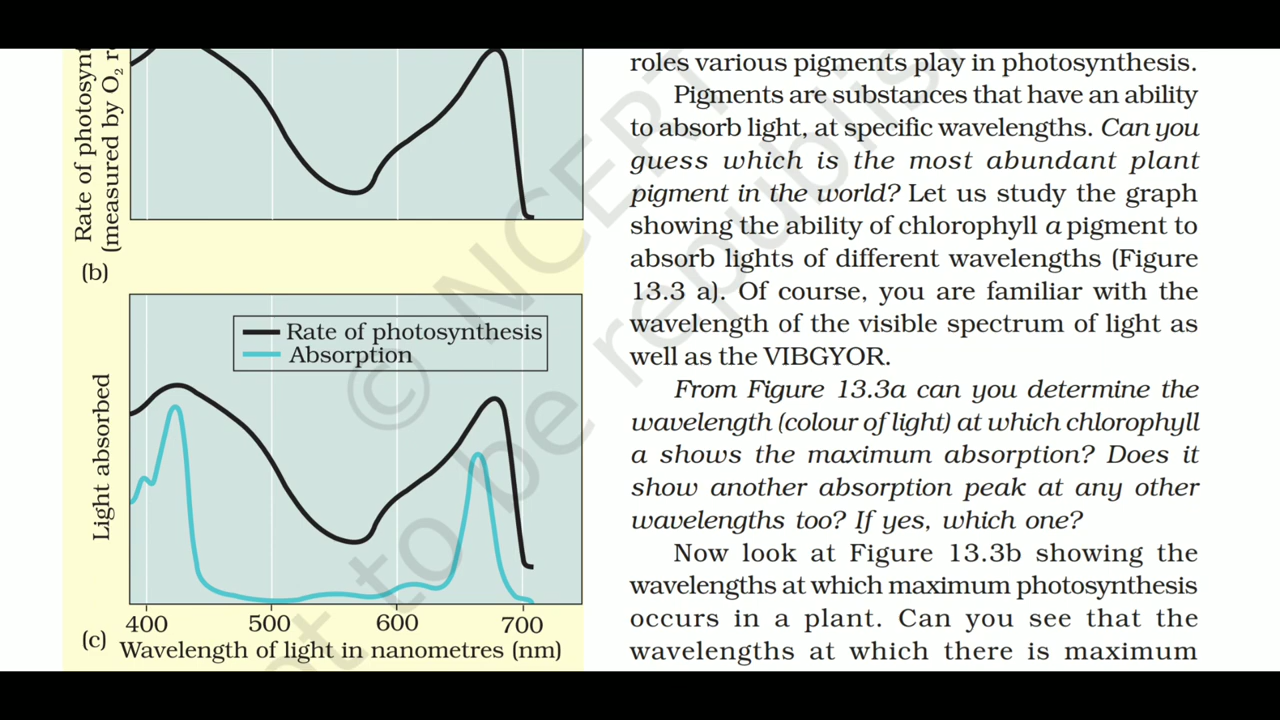 Rate of photosynt
(measured by O₂ r
(b)
Rate of photosynthesis
Absorption
Light absorbed
400 500 600 700
(c) Wavelength of light in nanometres (nm)
roles various pigments play in photosynthesis.
Pigments are substances that have an ability
to absorb light, at specific wavelengths. Can you
guess which is the most abundant plant
pigment in the world? Let us study the graph
showing the ability of chlorophyll a pigment to
absorb lights of different wavelengths (Figure
13.3 a). Of course, you are familiar with the
wavelength of the visible spectrum of light as
well as the VIBGYOR.
From Figure 13.3a can you determine the
wavelength (colour of light) at which chlorophyll
a shows the maximum absorption? Does it
show another absorption peak at any other
wavelengths too? If yes, which one?
Now look at Figure 13.3b showing the
wavelengths at which maximum photosynthesis
occurs in a plant. Can you see that the
wavelengths at which there is maximum
© NCERT
not to be republis